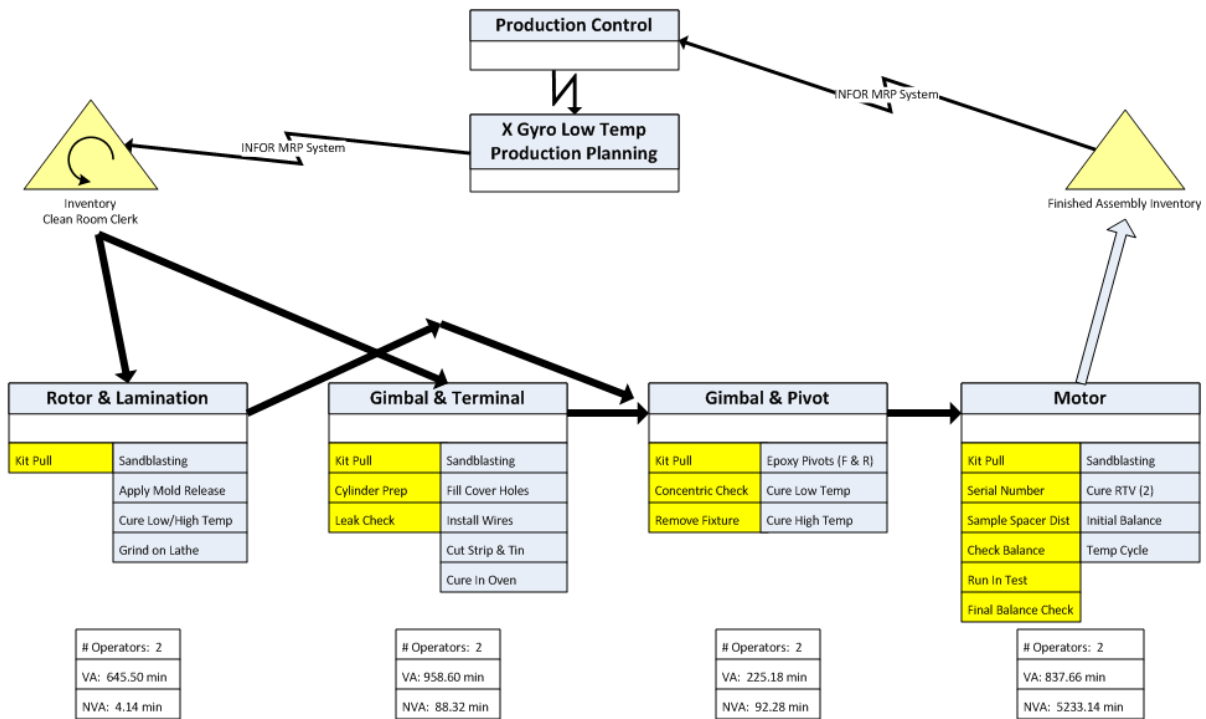 Production Control
INFOR MRP System
X Gyro Low Temp
Production Planning
INFOR MRP System
Inventory
Clean Room Clerk
Finished Assembly Inventory
Rotor & Lamination
Kit Pull
Sandblasting
Apply Mold Release
Cure Low/High Temp
Grind on Lathe
# Operators: 2
VA: 645.50 min
NVA: 4.14 min
Gimbal & Terminal
Kit Pull
Cylinder Prep
Leak Check
Sandblasting
Fill Cover Holes
Install Wires
Cut Strip & Tin
Cure In Oven
# Operators: 2
VA: 958.60 min
NVA: 88.32 min
Gimbal & Pivot
Kit Pull
Concentric Check
Remove Fixture
Epoxy Pivots (F & R)
Cure Low Temp
Cure High Temp
# Operators: 2
VA: 225.18 min
NVA: 92.28 min
Motor
Kit Pull
Serial Number
Sample Spacer Dist
Check Balance
Run In Test
Final Balance Check
Sandblasting
Cure RTV (2)
Initial Balance
Temp Cycle
# Operators: 2
VA: 837.66 min
NVA: 5233.14 min